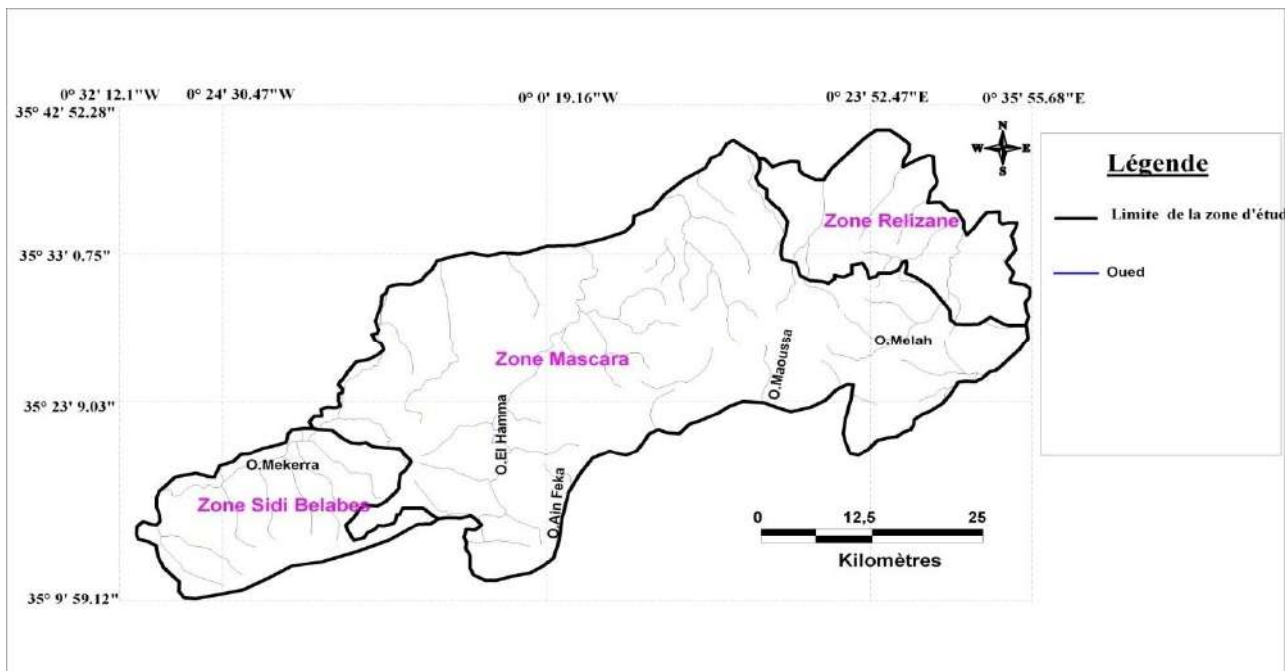 0° 32' 12.1"W 0° 24' 30.47"W 0° 0' 19.16"W 0° 23' 52.47"E 0° 35' 55.68"E
35° 42' 52.28"
N
W E
S
Légende
Limite de la zone d'étud
Zone Relizane
35° 33' 0.75"
Oued
O.Melah
O.Maoussa
Zone Mascara
35° 23' 9.03"
O.El Hamma
O.Mekerra
O.Ain Feka
Zone Sidi Belabes
0 12,5 25
Kilomètres
35° 9' 59.12"